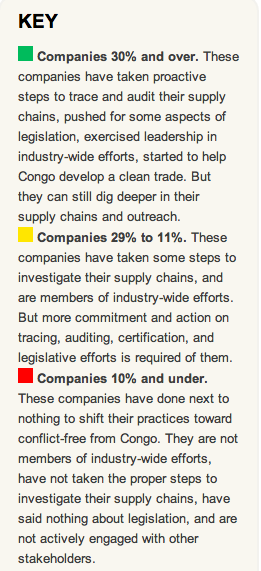 KEY
Companies 30% and over. These
companies have taken proactive
steps to trace and audit their supply
chains, pushed for some aspects of
legislation, exercised leadership in
industry-wide efforts, started to help
Congo develop a clean trade. But
they can still dig deeper in their
supply chains and outreach.
Companies 29% to 11%. These
companies have taken some steps to
investigate their supply chains, and
are members of industry-wide efforts.
But more commitment and action on
tracing, auditing, certification, and
legislative efforts is required of them.
Companies 10% and under.
These companies have done next to
nothing to shift their practices toward
conflict-free from Congo. They are not
members of industry-wide efforts,
have not taken the proper steps to
investigate their supply chains, have
said nothing about legislation, and are
not actively engaged with other
stakeholders.